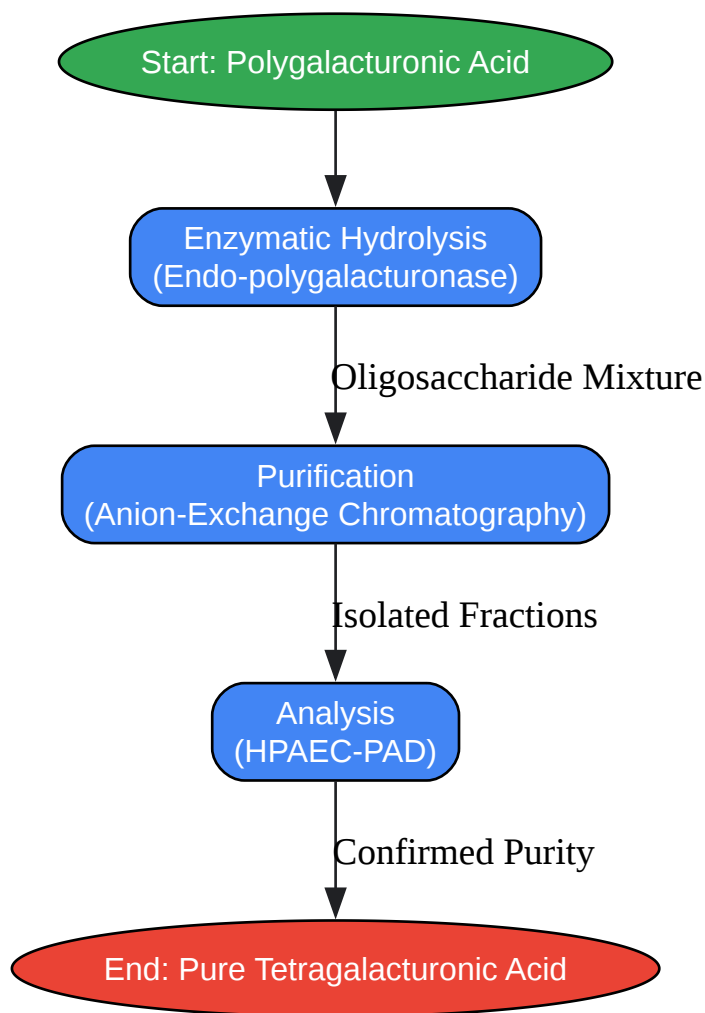 Start: Polygalacturonic Acid
Enzymatic Hydrolysis
(Endo-polygalacturonase)
Oligosaccharide Mixture
Purification
(Anion-Exchange Chromatography)
Isolated Fractions
Analysis
(HPAEC-PAD)
Confirmed Purity
End: Pure Tetragalacturonic Acid